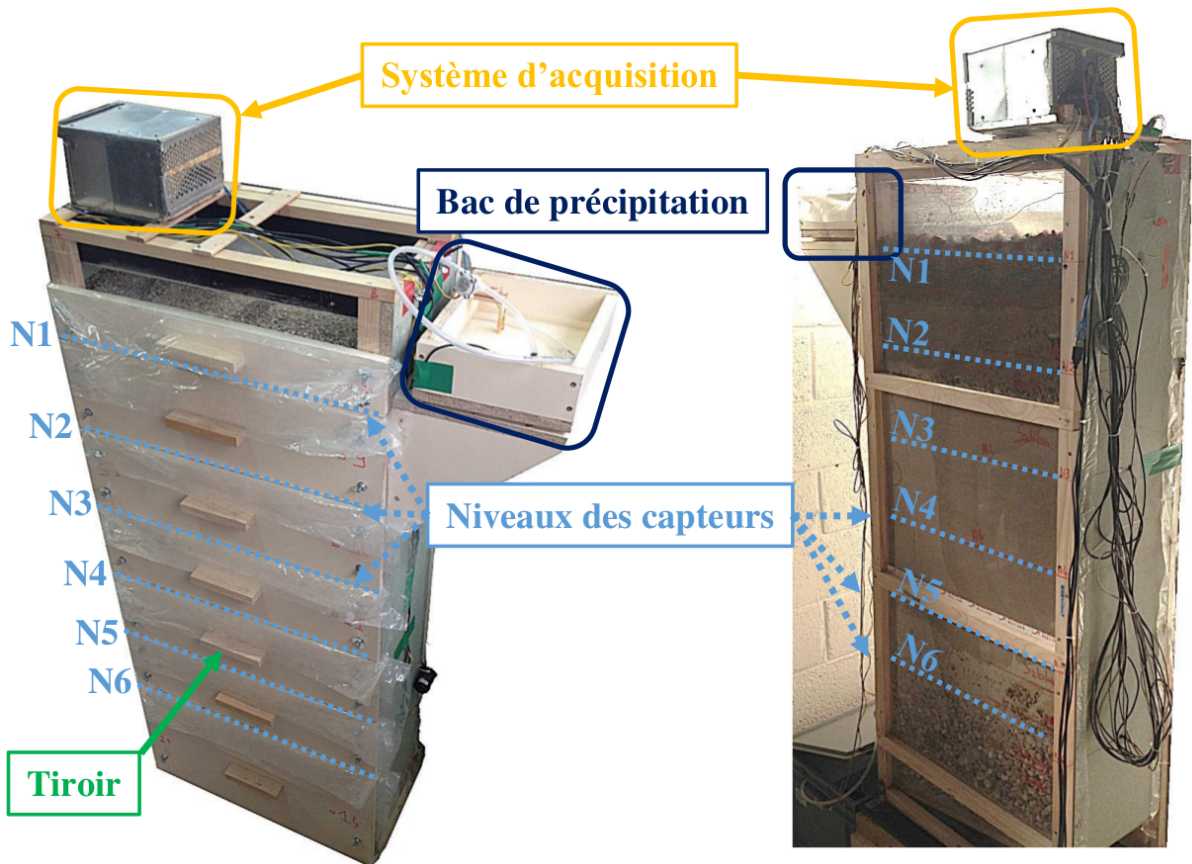 Système d'acquisition
Bac de précipitation
N1
N2
N3
N4
N5
N6
Niveaux des capteurs
Tiroir
N1
N2
N3
N4
N5
N6